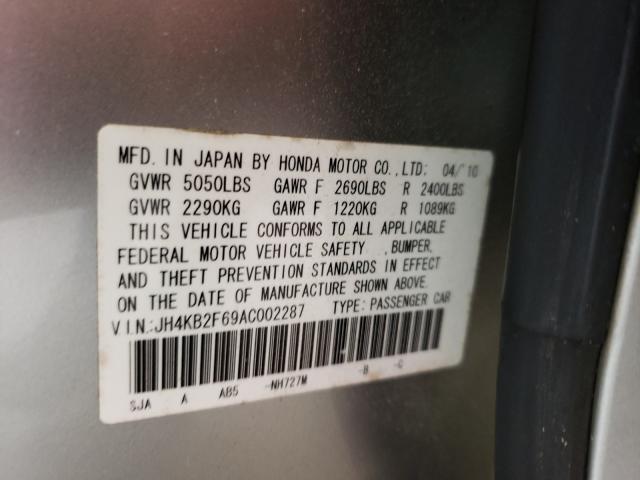 MFD. IN JAPAN BY HONDA MOTOR CO.,LTD: 04/10
GVWR 5050LBS GAWR F 2690LBS R 2400LBS
GVWR 2290KG GAWR F 1220KG R 1089KG
THIS VEHICLE CONFORMS TO ALL APPLICABLE
FEDERAL MOTOR VEHICLE SAFETY .,BUMPER,
AND THEFT PREVENTION STANDARDS IN EFFECT
ON THE DATE OF MANUFACTURE SHOWN ABOVE.
V I.N:JH4KB2F69AC002287 TYPE:PASSENGER CAR
SJA A AB5 -NH727M -B -C